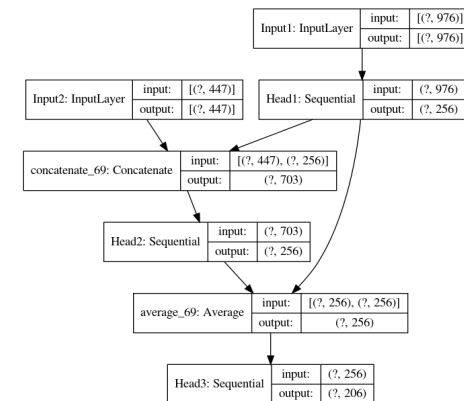 Input1: InputLayer input: [(?, 976)]
output: [(?, 976)]
Input2: InputLayer input: [(?, 447)]
output: [(?, 447)]
Head1: Sequential input: (?, 976)
output: (?, 256)
concatenate_69: Concatenate input: [(?, 447), (?, 256)]
output: (?, 703)
Head2: Sequential input: (?, 703)
output: (?, 256)
average_69: Average input: [(?, 256), (?, 256)]
output: (?, 256)
Head3: Sequential input: (?, 256)
output: (?, 206)